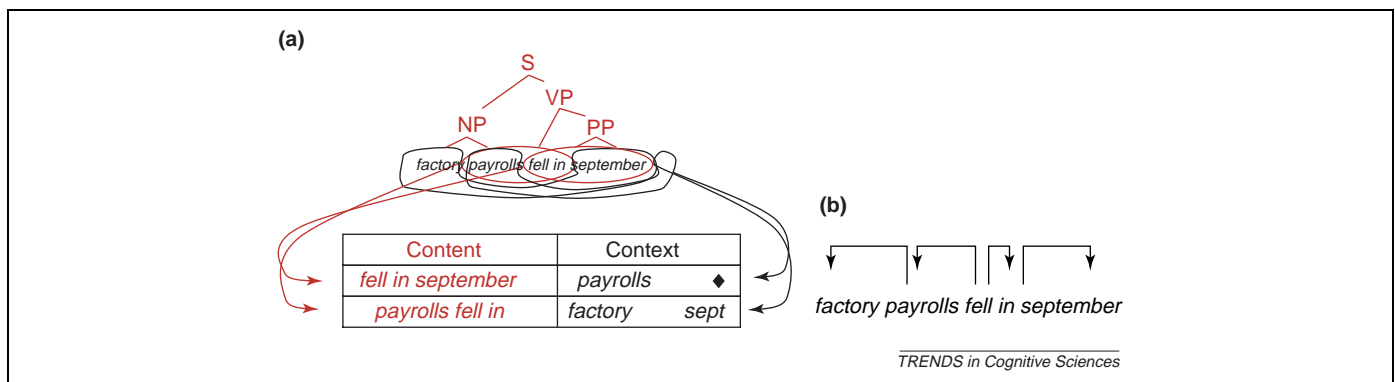 (a)
S
VP
NP
PP
factory payrolls fell in september
Content Context
fell in september payrolls ♦
payrolls fell in factory sept
(b)
factory payrolls fell in september
TRENDS in Cognitive Sciences